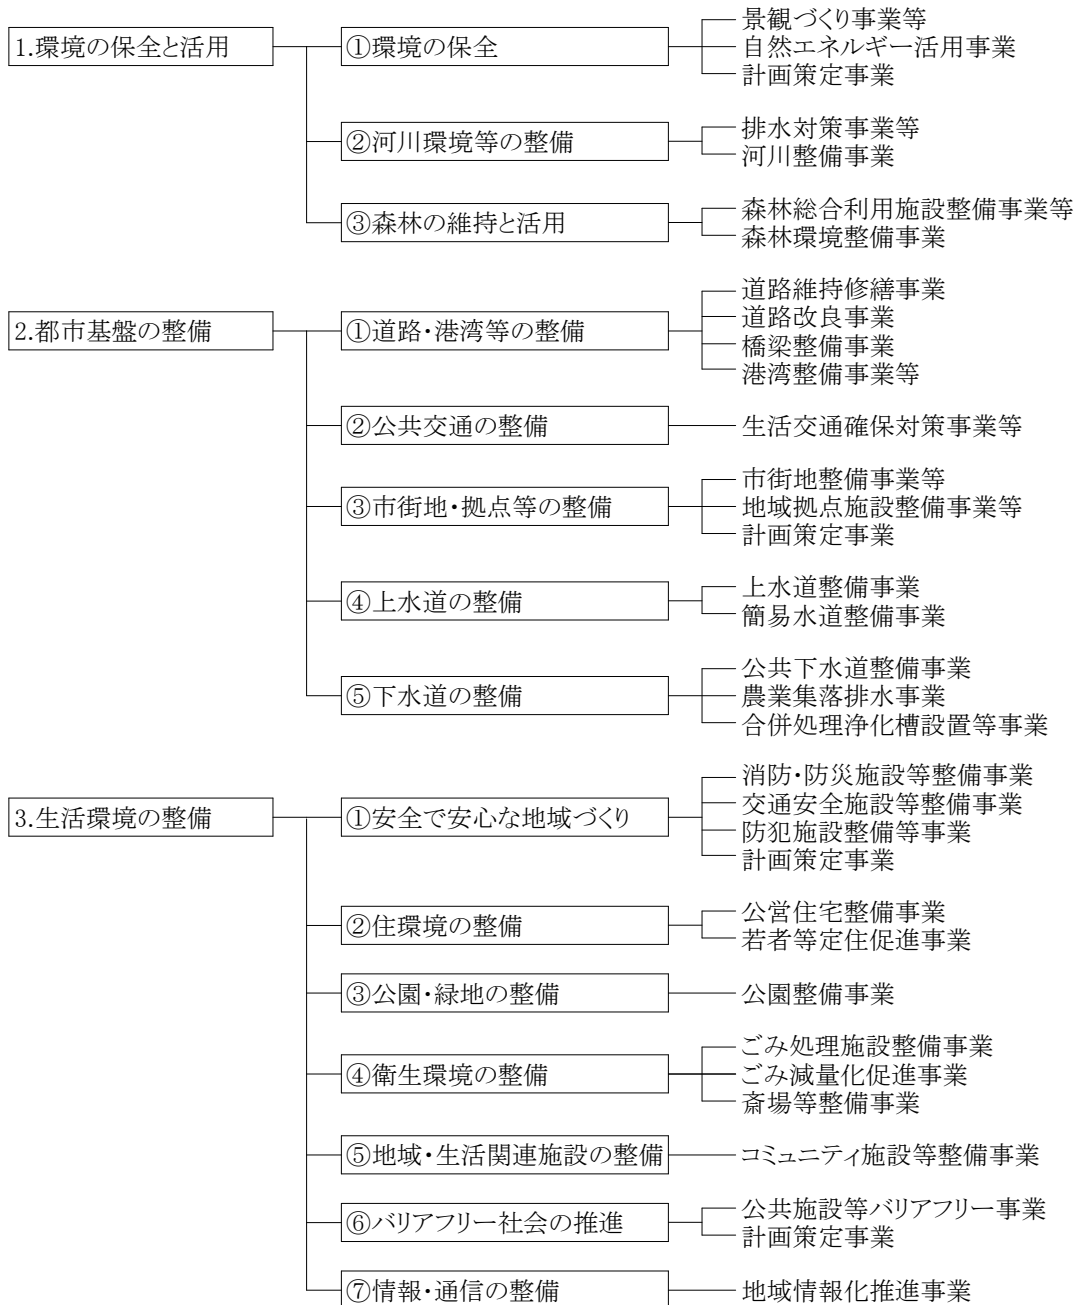 1.環境の保全と活用
①環境の保全
景観づくり事業等
自然エネルギー活用事業
計画策定事業
②河川環境等の整備
排水対策事業等
河川整備事業
③森林の維持と活用
森林総合利用施設整備事業等
森林環境整備事業
2.都市基盤の整備
①道路・港湾等の整備
道路維持修繕事業
道路改良事業
橋梁整備事業
港湾整備事業等
②公共交通の整備
生活交通確保対策事業等
③市街地・拠点等の整備
市街地整備事業等
地域拠点施設整備事業等
計画策定事業
④上水道の整備
上水道整備事業
簡易水道整備事業
⑤下水道の整備
公共下水道整備事業
農業集落排水事業
合併処理浄化槽設置等事業
3.生活環境の整備
①安全で安心な地域づくり
消防・防災施設等整備事業
交通安全施設等整備事業
防犯施設整備等事業
計画策定事業
②住環境の整備
公営住宅整備事業
若者等定住促進事業
③公園・緑地の整備
公園整備事業
④衛生環境の整備
ごみ処理施設整備事業
ごみ減量化促進事業
斎場等整備事業
⑤地域・生活関連施設の整備
コミュニティ施設等整備事業
⑥バリアフリー社会の推進
公共施設等バリアフリー事業
計画策定事業
⑦情報・通信の整備
地域情報化推進事業